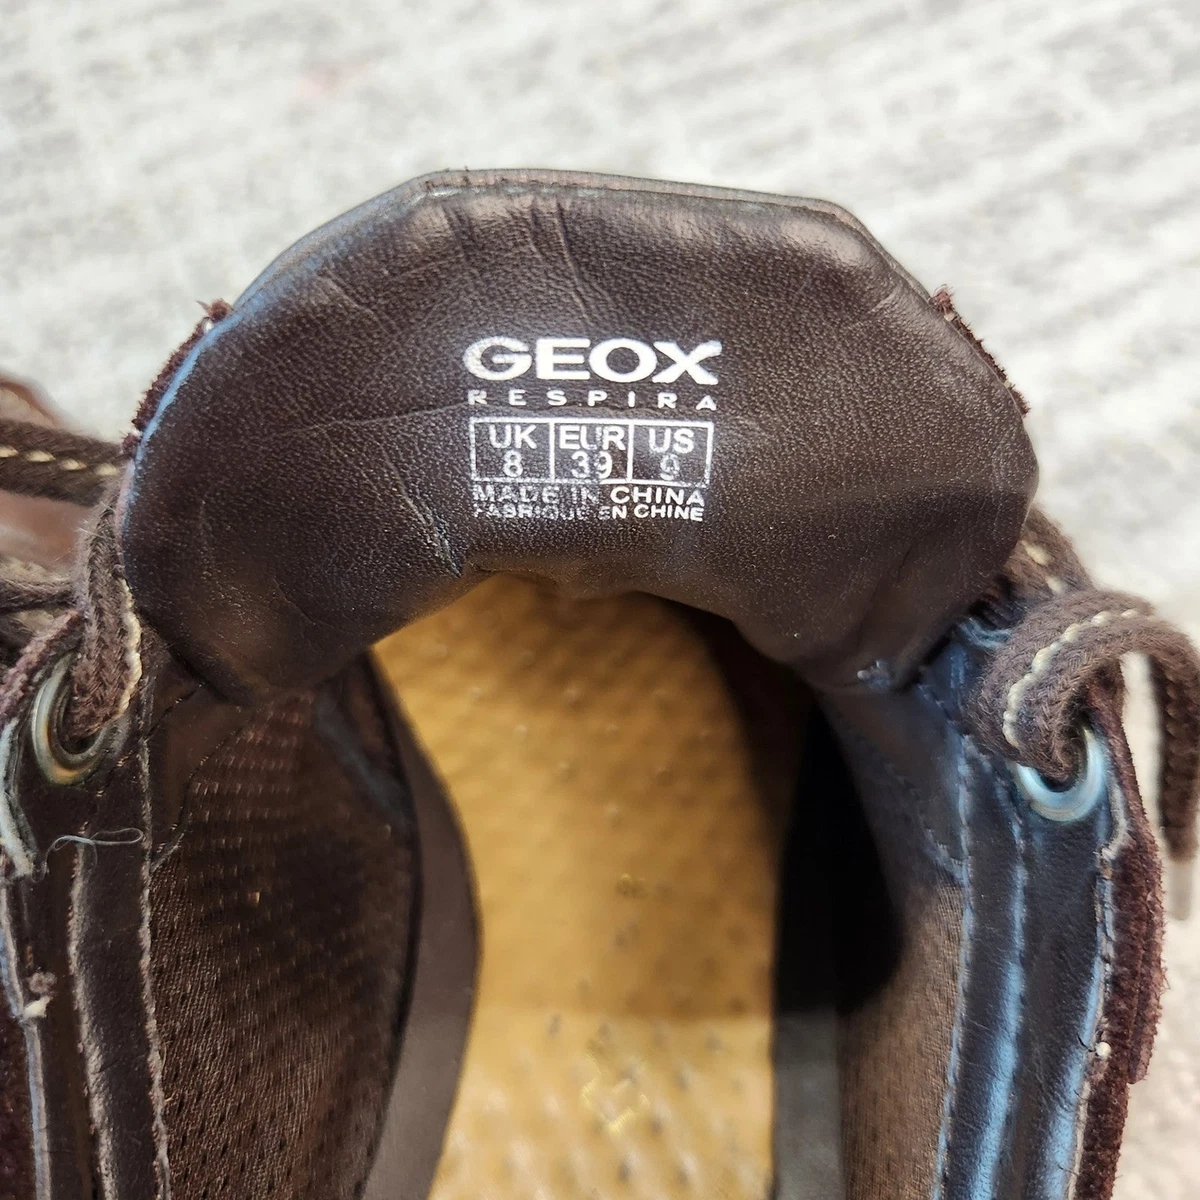 GEOX
RESPIRA
UK EUR US
8 39 9
MADE IN CHINA
FABRIQUE EN CHINE